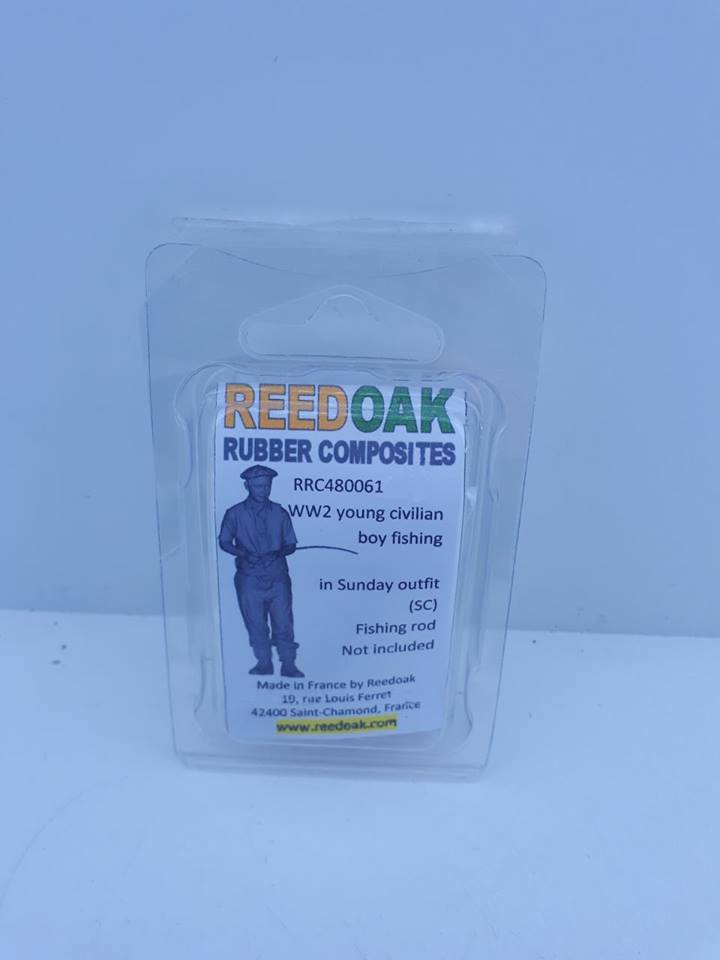 REEDOAK
RUBBER COMPOSITES
RRC480061
WW2 young civilian
boy fishing
in Sunday outfit
(SC)
Fishing rod
Not included
Made in France by Reedoak
19, rue Louis Ferret
42400 Saint-Chamond, France
www.reedoak.com